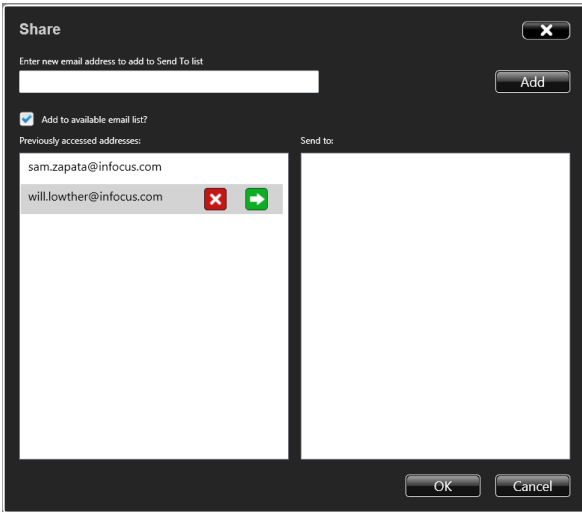 Share
Enter new email address to add to Send To list
Add
Add to available email list?
Previously accessed addresses:
Send to:
sam.zapata@infocus.com
will.lowther@infocus.com
OK
Cancel